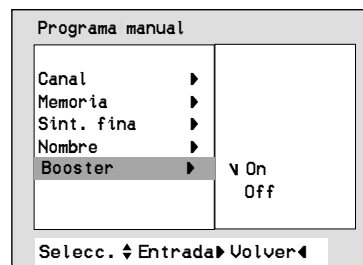 Programa manual
Canal
Memoria
Sint. fina
Nombre
Booster
On
Off
Selecc. Entrada Volver